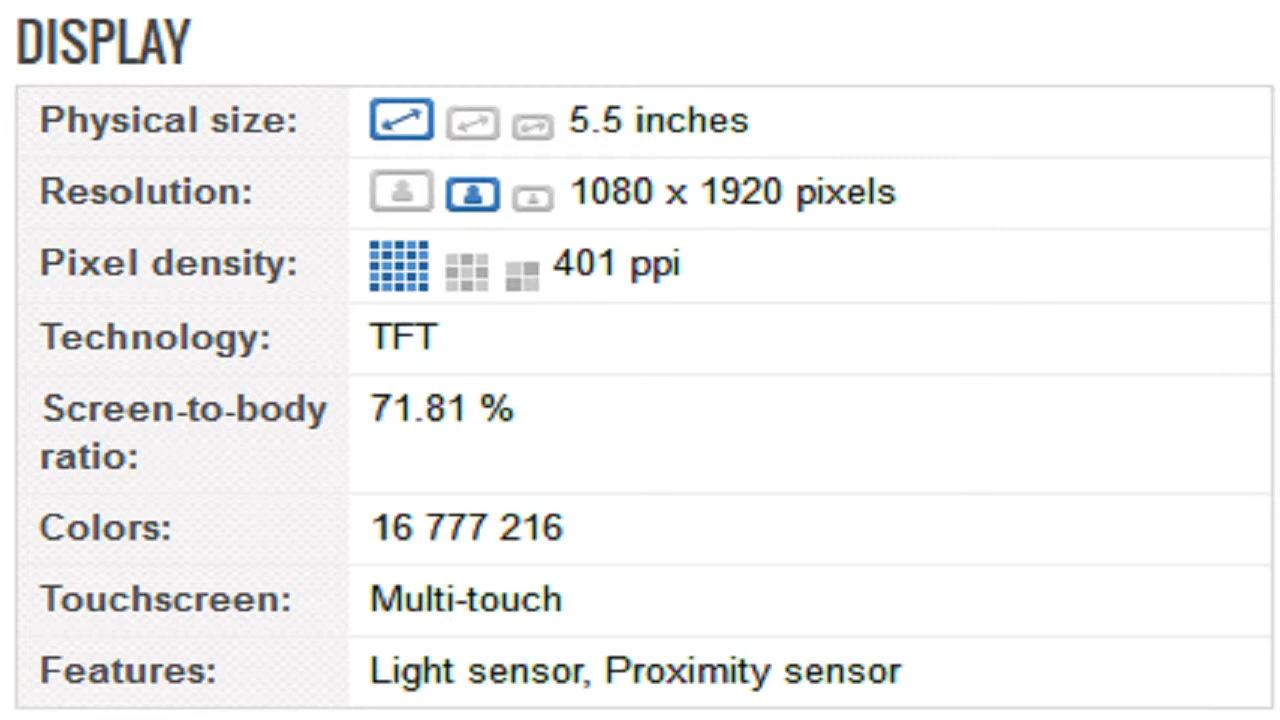 DISPLAY
Physical size: 5.5 inches
Resolution: 1080 x 1920 pixels
Pixel density: 401 ppi
Technology: TFT
Screen-to-body 71.81 %
ratio:
Colors: 16 777 216
Touchscreen: Multi-touch
Features: Light sensor, Proximity sensor